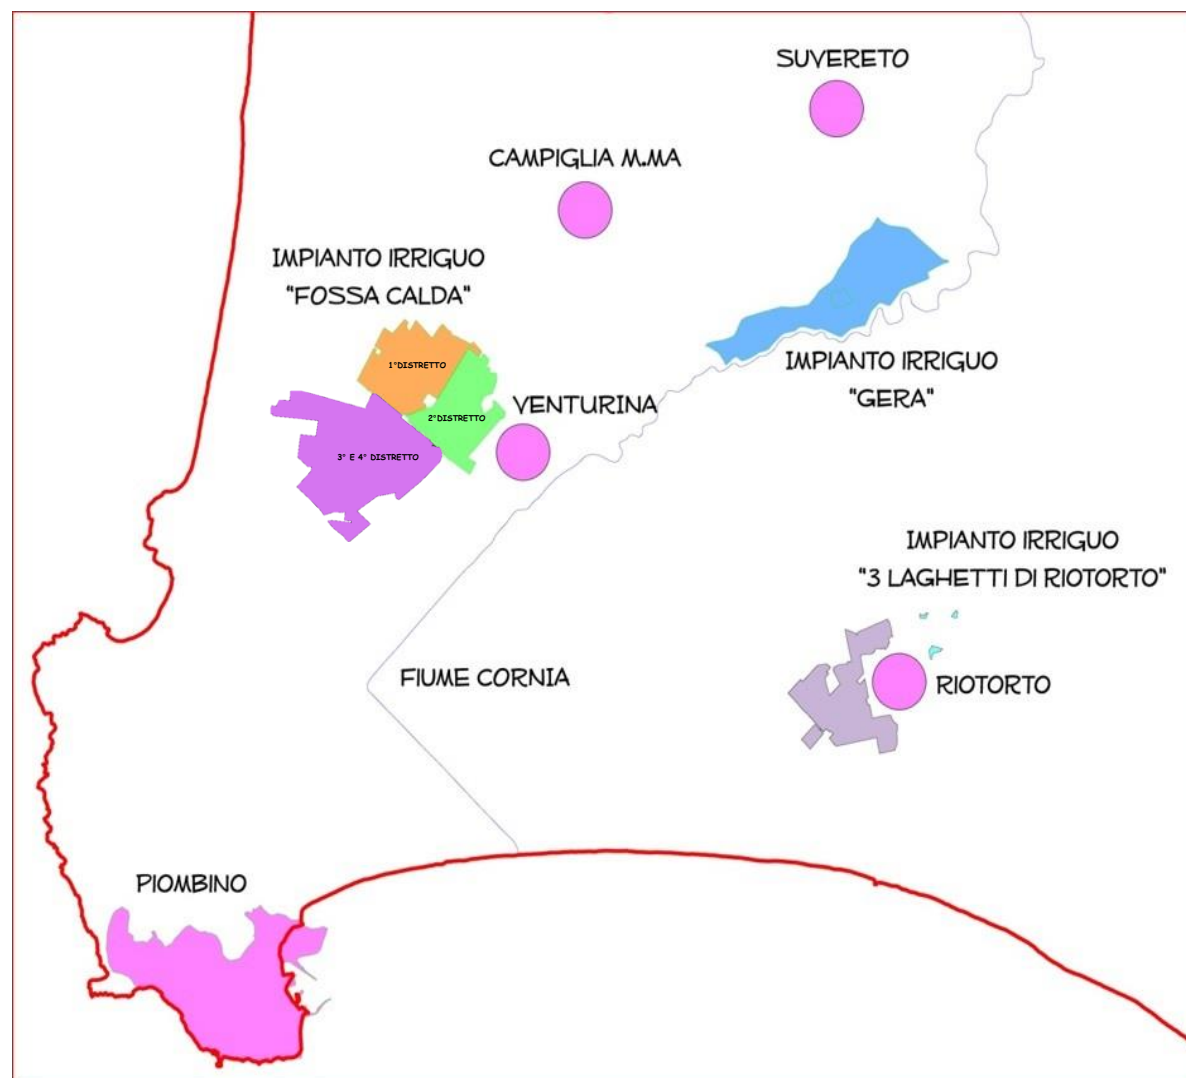 SUVERETO
CAMPIGLIA M.MA
IMPIANTO IRRIGUO
"FOSSA CALDA"
1°DISTRETTO
IMPIANTO IRRIGUO
"GERA"
VENTURINA
2°DISTRETTO
3° E 4° DISTRETTO
IMPIANTO IRRIGUO
"3 LAGHETTI DI RIOTORTO"
FIUME CORNIA
RIOTORTO
PIOMBINO